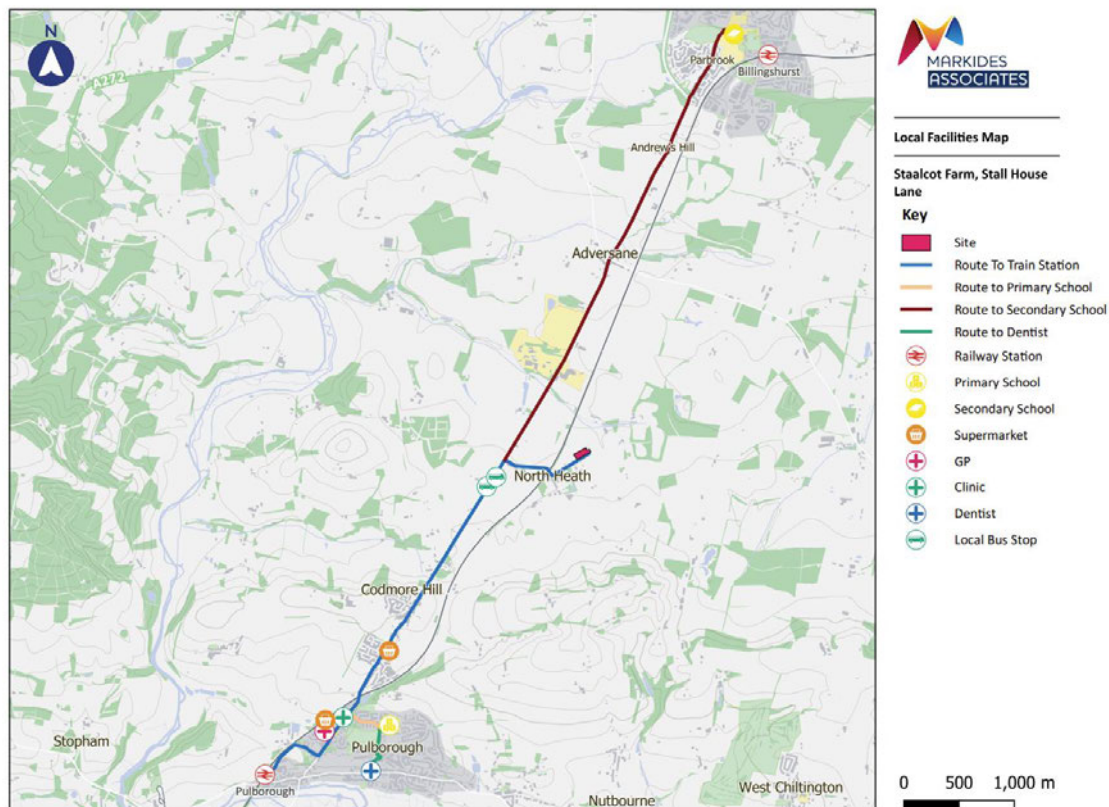 N
A272
Parbrook
Billingshurst
Andrew's Hill
Adversane
North Heath
Codmore Hill
Stopham
Pulborough
Pulborough
West Chiltington
Nutbourne
MARKIDES
ASSOCIATES
Local Facilities Map
Staalcot Farm, Stall House
Lane
Key
Site
Route To Train Station
Route to Primary School
Route to Secondary School
Route to Dentist
Railway Station
Primary School
Secondary School
Supermarket
GP
Clinic
Dentist
Local Bus Stop
0 500 1,000 m